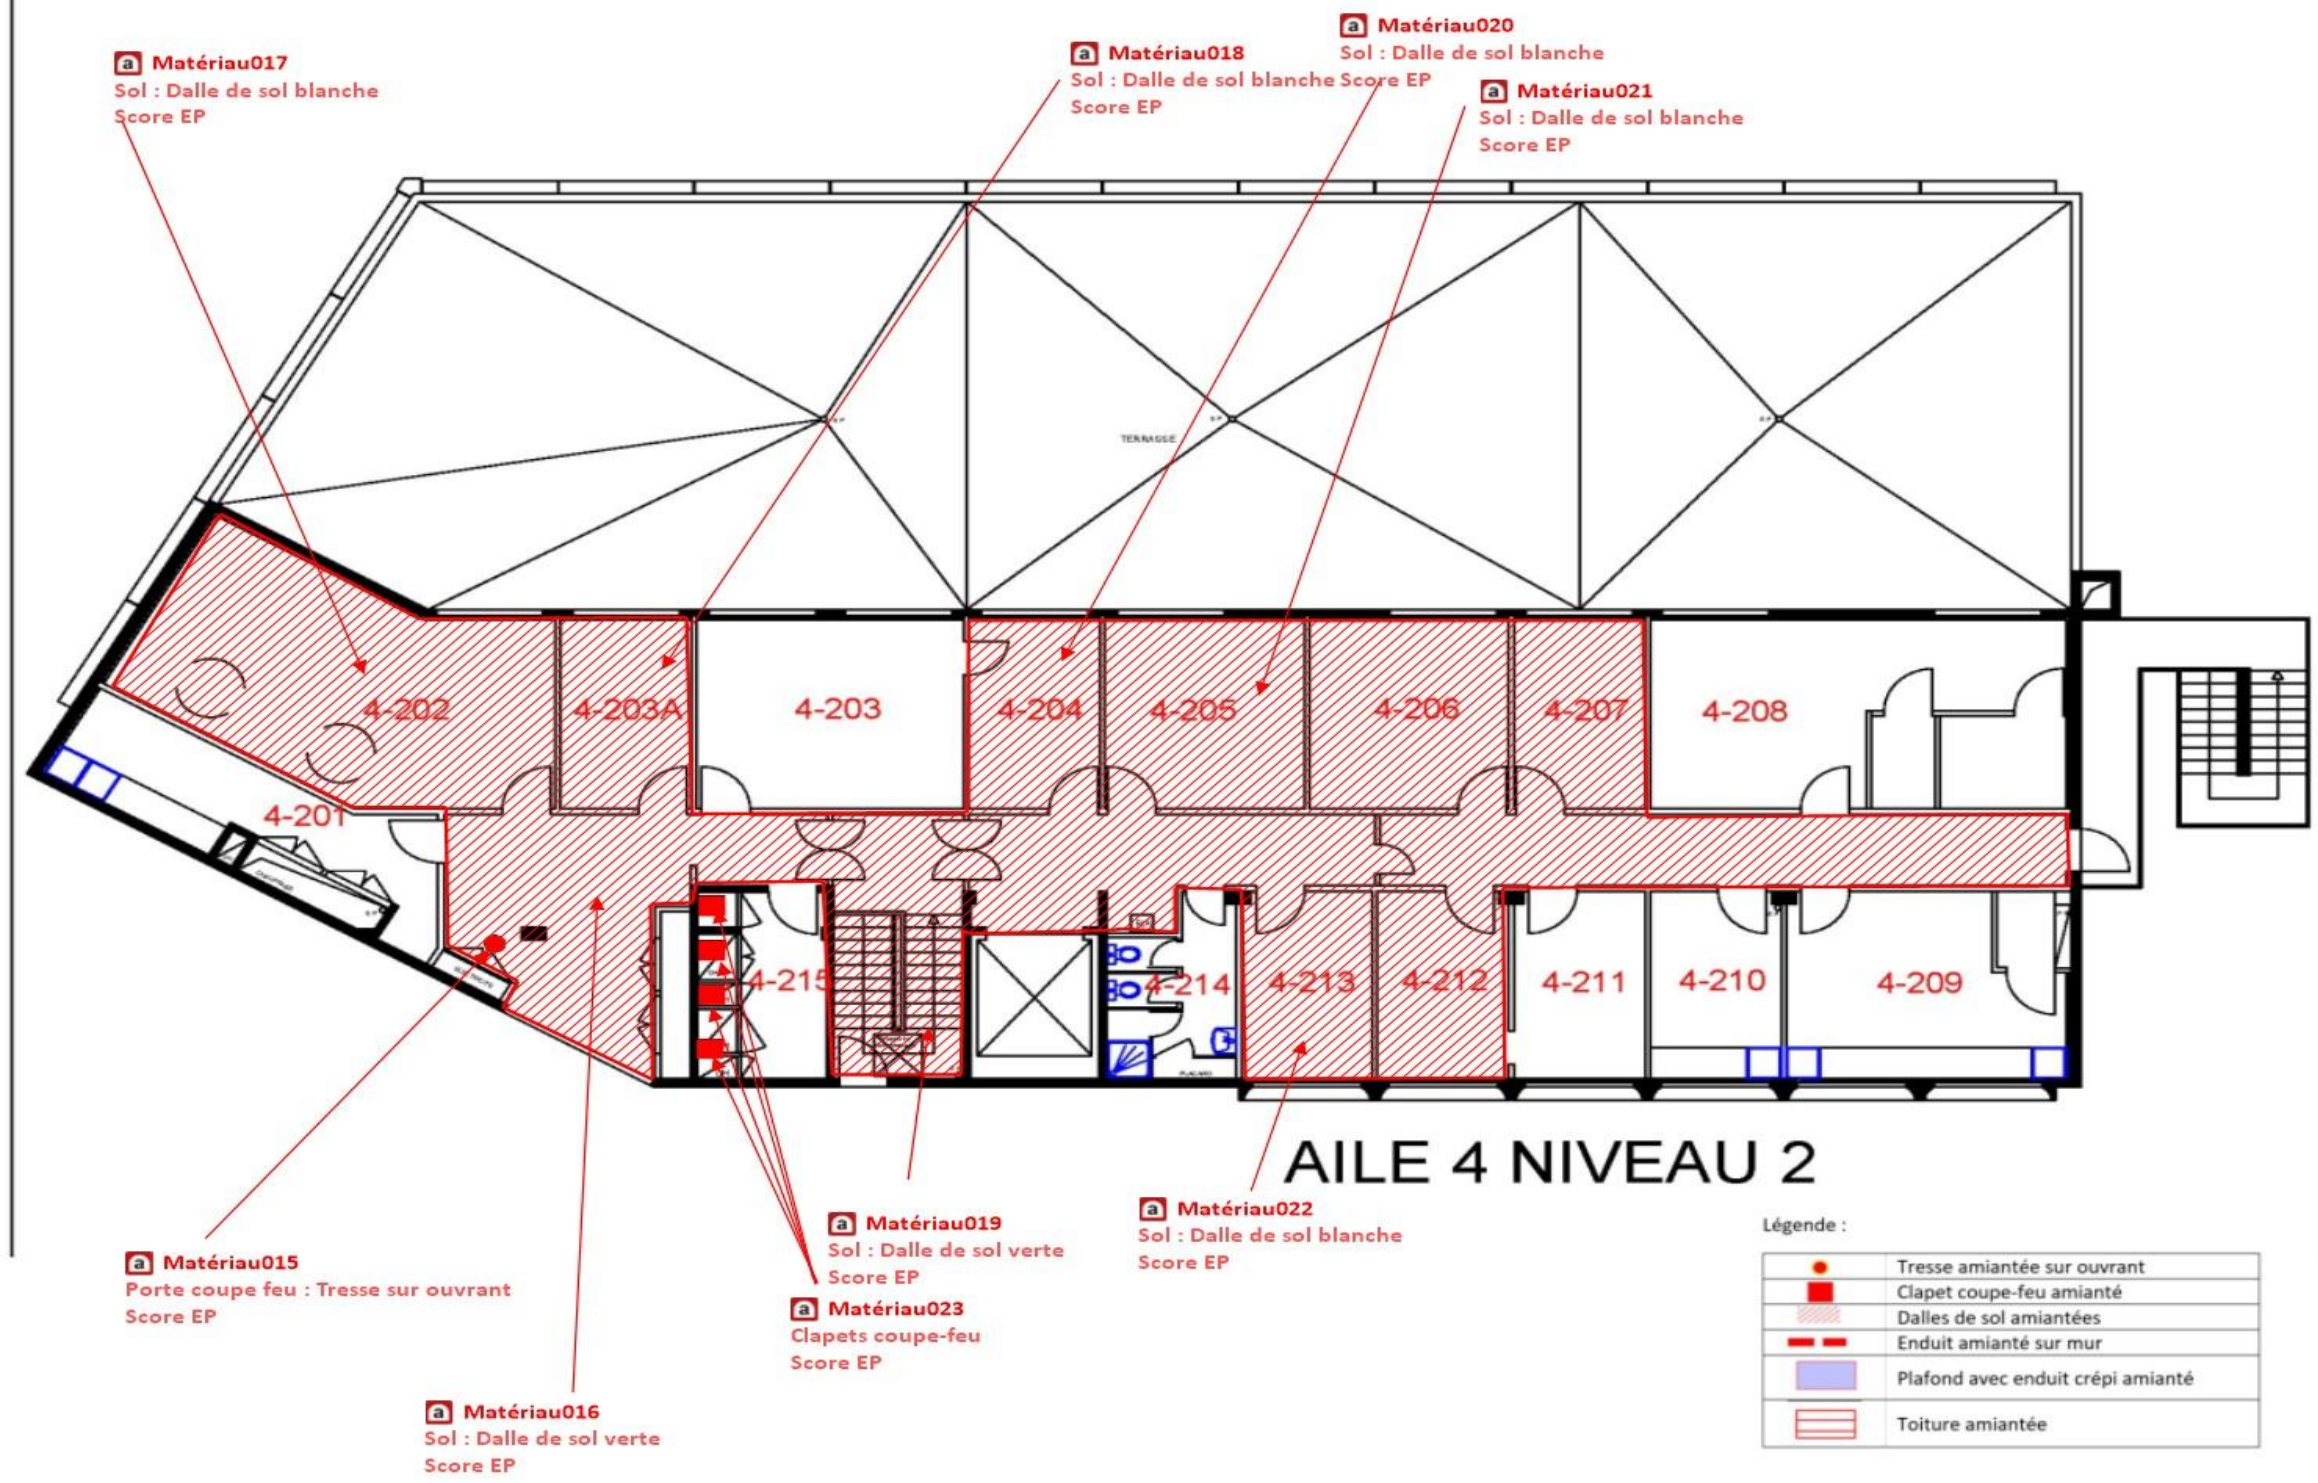 Matériau017
Sol : Dalle de sol blanche
Score EP
Matériau018
Sol : Dalle de sol blanche
Score EP
Matériau020
Sol : Dalle de sol blanche
Score EP
Matériau021
Sol : Dalle de sol blanche
Score EP
TERRASSE
4-202
4-203A
4-203
4-204
4-205
4-206
4-207
4-208
4-201
4-215
4-214
4-213
4-212
4-211
4-210
4-209
PLACARD
AILE 4 NIVEAU 2
Matériau015
Porte coupe feu : Tresse sur ouvrant
Score EP
Matériau016
Sol : Dalle de sol verte
Score EP
Matériau019
Sol : Dalle de sol verte
Score EP
Matériau023
Clapets coupe-feu
Score EP
Matériau022
Sol : Dalle de sol blanche
Score EP
Légende :
Tresse amiantée sur ouvrant
Clapet coupe-feu amianté
Dalles de sol amiantées
Enduit amianté sur mur
Plafond avec enduit crépi amianté
Toiture amiantée